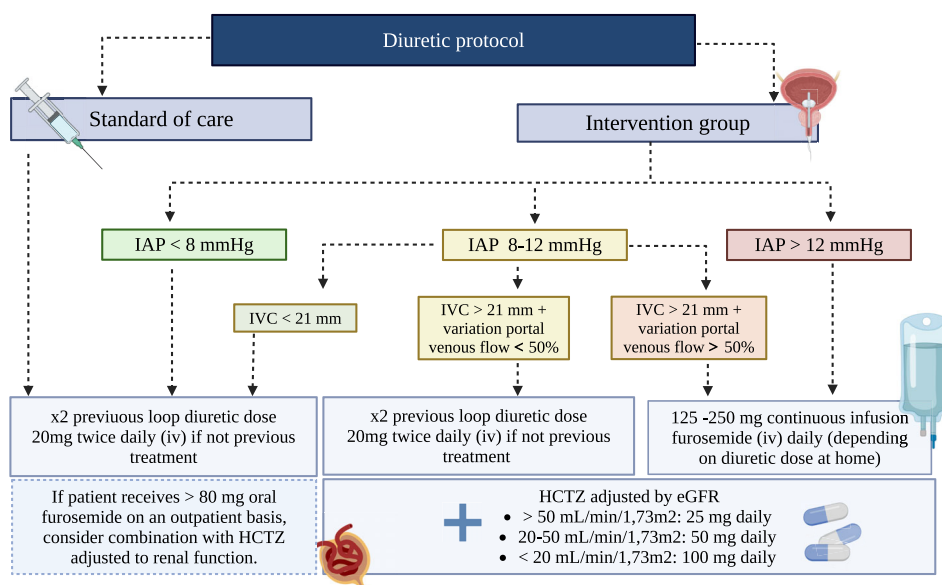 Diuretic protocol
Standard of care
Intervention group
IAP < 8 mmHg
IAP 8-12 mmHg
IAP > 12 mmHg
IVC < 21 mm
IVC > 21 mm +
variation portal
venous flow < 50%
IVC > 21 mm +
variation portal
venous flow > 50%
x2 previuous loop diuretic dose
20mg twice daily (iv) if not previous
treatment
x2 previous loop diuretic dose
20mg twice daily (iv) if not previous
treatment
125 -250 mg continuous infusion
furosemide (iv) daily (depending
on diuretic dose at home)
If patient receives > 80 mg oral
furosemide on an outpatient basis,
consider combination with HCTZ
adjusted to renal function.
HCTZ adjusted by eGFR
• > 50 mL/min/1,73m2: 25 mg daily
• 20-50 mL/min/1,73m2: 50 mg daily
• < 20 mL/min/1,73m2: 100 mg daily